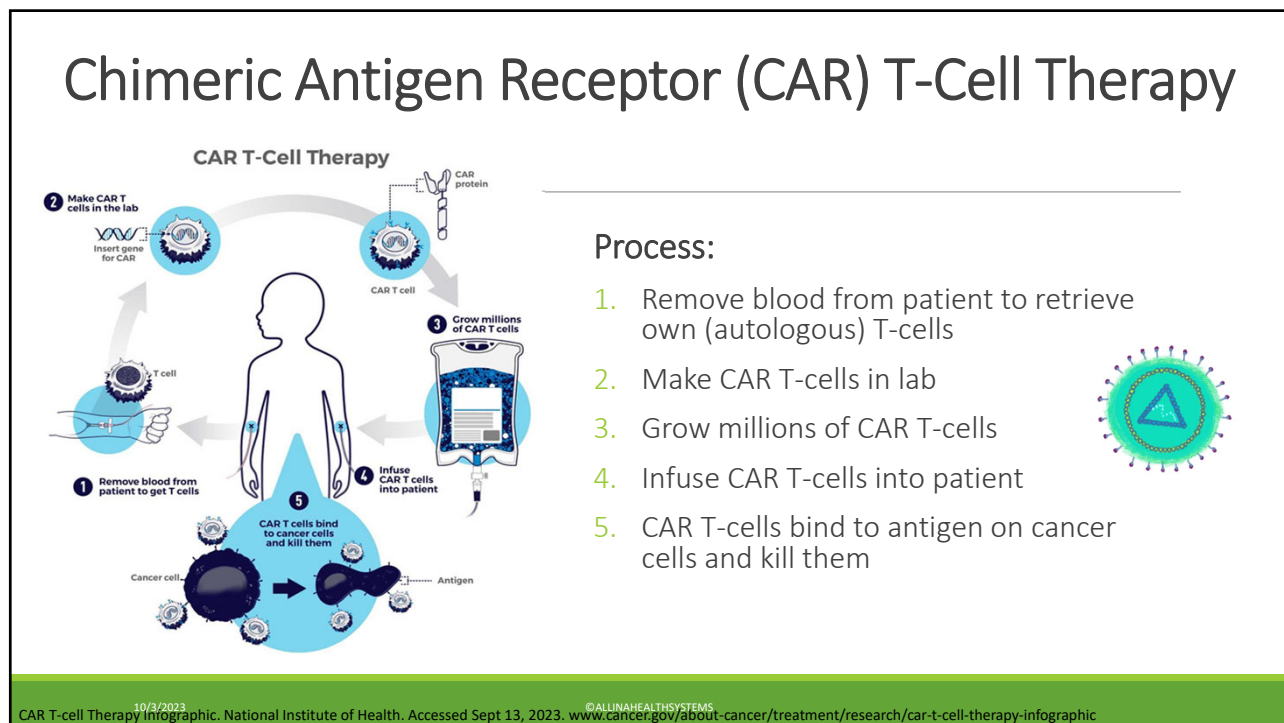 Chimeric Antigen Receptor (CAR) T-Cell Therapy
CAR T-Cell Therapy
2 Make CAR T
cells in the lab
Insert gene
for CAR
CAR
protein
CAR T cell
3 Grow millions
of CAR T cells
T cell
1 Remove blood from
patient to get T cells
4 Infuse
CAR T cells
into patient
5
CAR T cells bind
to cancer cells
and kill them
Cancer cell
Antigen
Process:
1. Remove blood from patient to retrieve
own (autologous) T-cells
2. Make CAR T-cells in lab
3. Grow millions of CAR T-cells
4. Infuse CAR T-cells into patient
5. CAR T-cells bind to antigen on cancer
cells and kill them
10/3/2023
©ALLINAHEALTHSYSTEMS
CAR T-cell Therapy Infographic. National Institute of Health. Accessed Sept 13, 2023. www.cancer.gov/about-cancer/treatment/research/car-t-cell-therapy-infographic